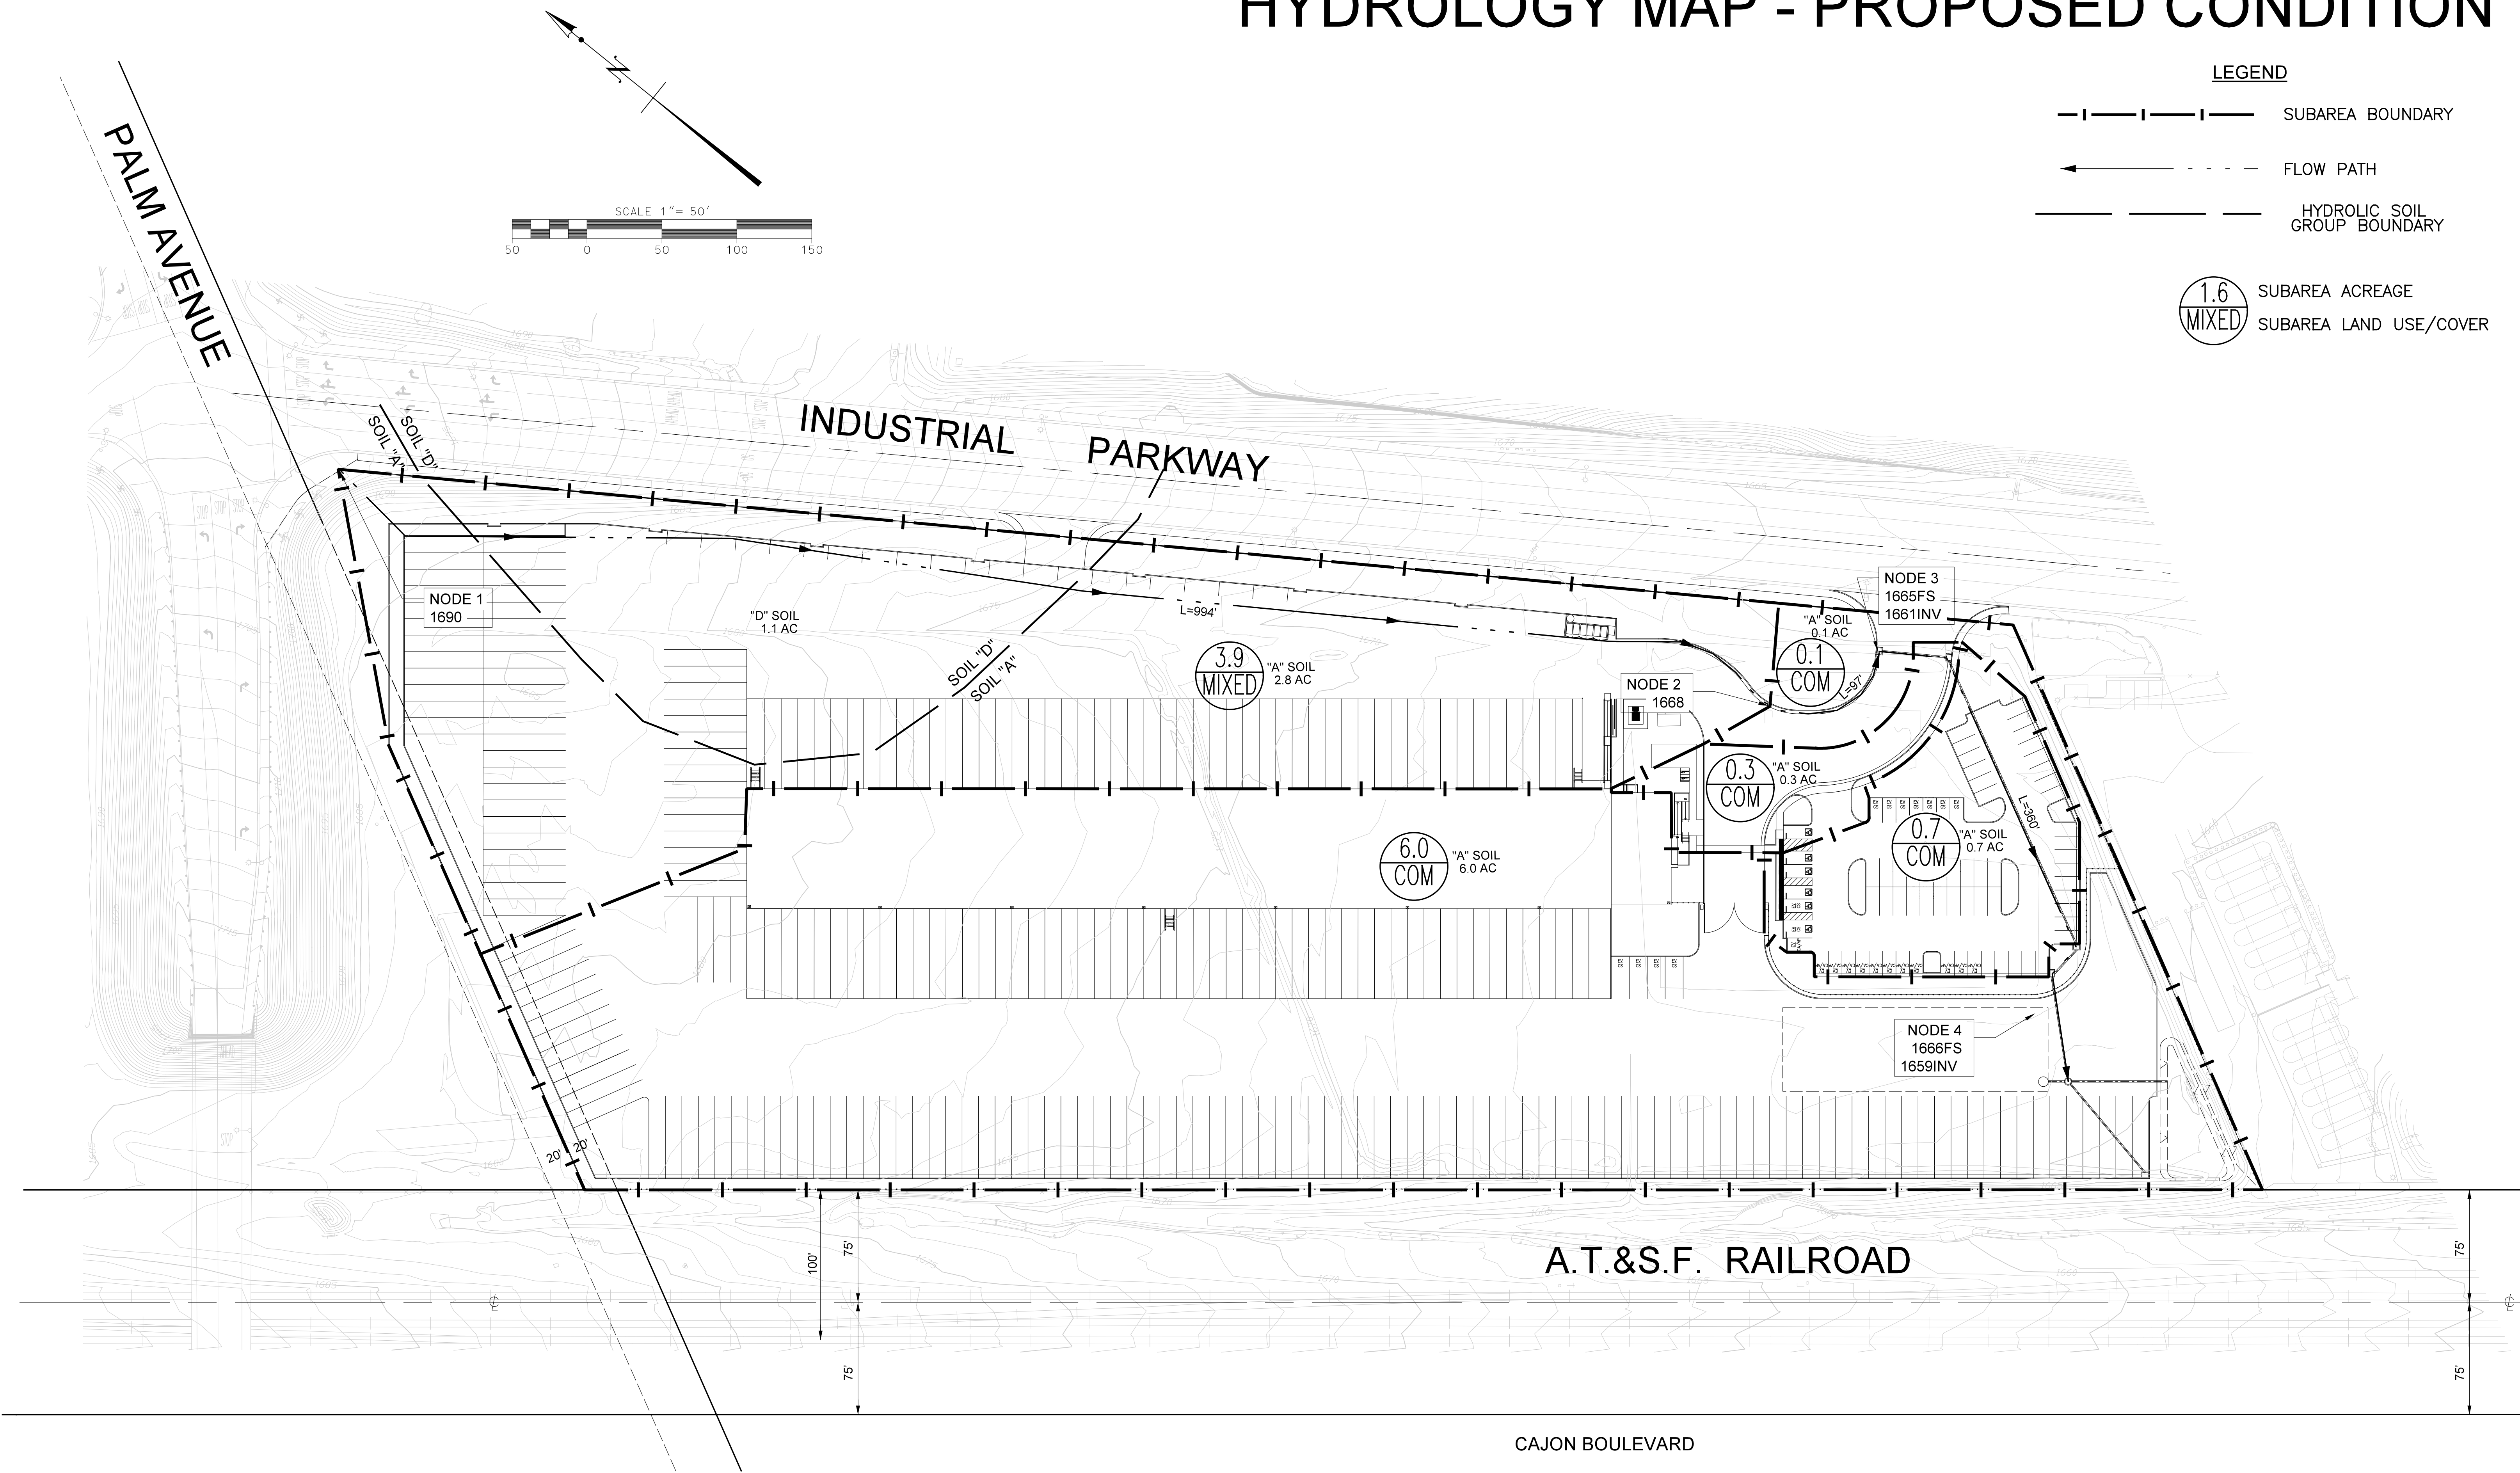 HYDROLOGY MAP - PROPOSED CONDITION
LEGEND
SUBAREA BOUNDARY
FLOW PATH
HYDROLIC SOIL
GROUP BOUNDARY
1.6
MIXED
SUBAREA ACREAGE
SUBAREA LAND USE/COVER
N
SCALE 1"= 50'
50 0 50 100 150
PALM AVENUE
INDUSTRIAL PARKWAY
SOIL "D"
SOIL "A"
NODE 1
1690
"D" SOIL
1.1 AC
L=994'
SOIL "D"
SOIL "A"
3.9
MIXED
"A" SOIL
2.8 AC
NODE 3
1665FS
1661INV
"A" SOIL
0.1 AC
0.1
COM
L=97'
NODE 2
1668
0.3
COM
"A" SOIL
0.3 AC
L=360'
0.7
COM
"A" SOIL
0.7 AC
6.0
COM
"A" SOIL
6.0 AC
NODE 4
1666FS
1659INV
20' 20'
100'
75'
75'
75'
75'
A.T.&S.F. RAILROAD
CAJON BOULEVARD